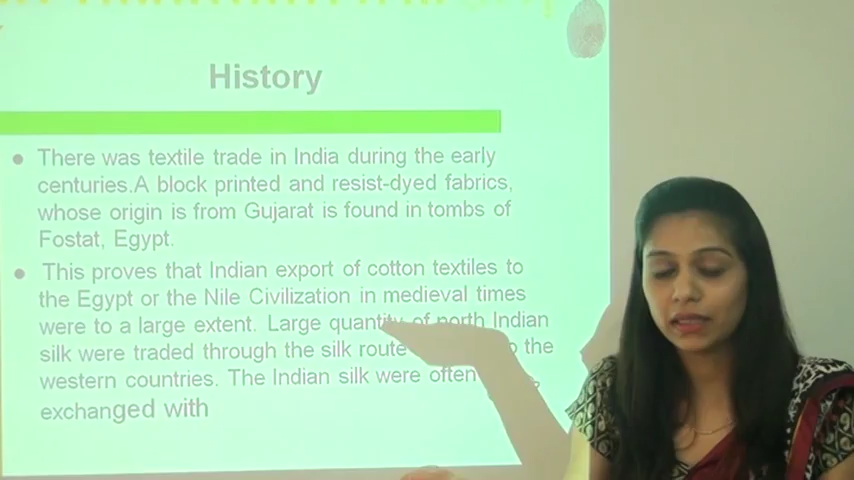 History
There was textile trade in India during the early
centuries.A block printed and resist-dyed fabrics,
whose origin is from Gujarat is found in tombs of
Fostat, Egypt.
This proves that Indian export of cotton textiles to
the Egypt or the Nile Civilization in medieval times
were to a large extent. Large quantity of north Indian
silk were traded through the silk route the
western countries. The Indian silk were often
exchanged with